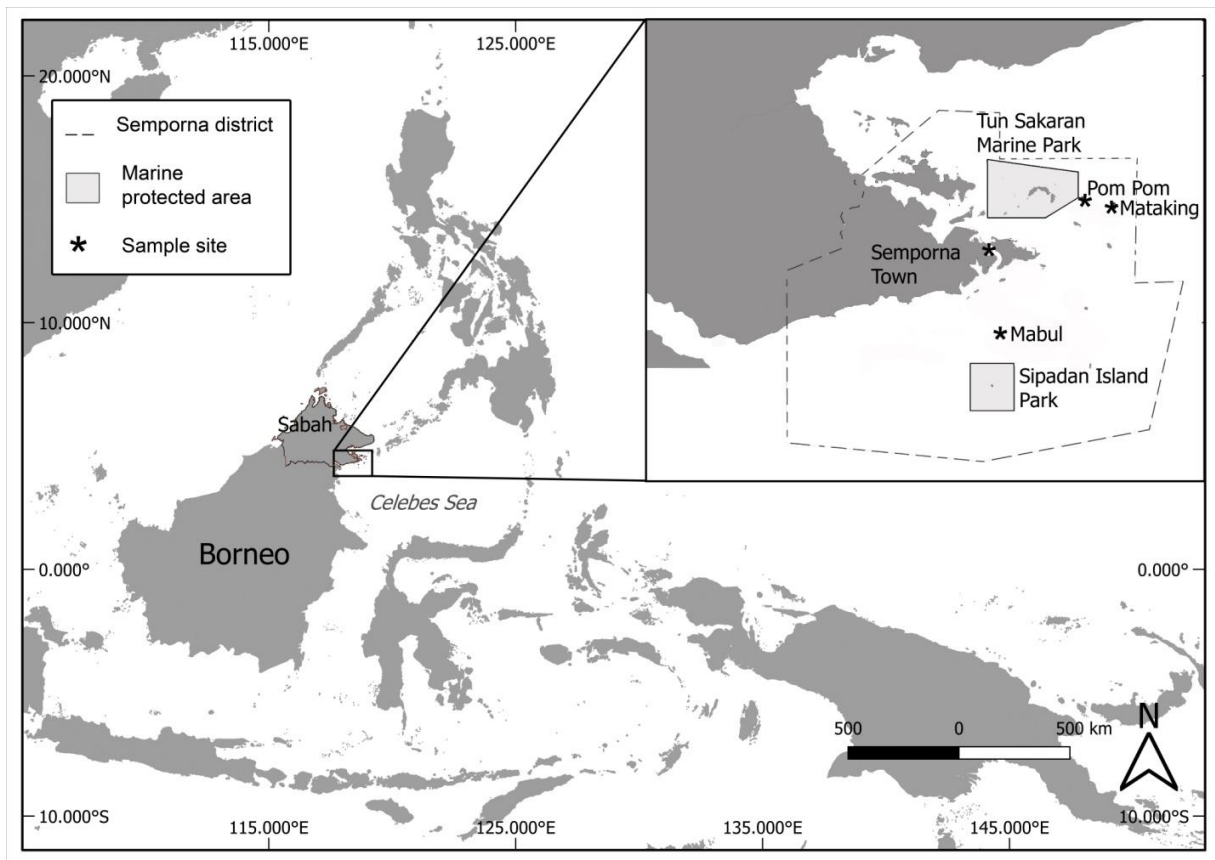 115.000°E
125.000°E
20.000°N
Semporna district
Marine
protected area
* Sample site
Tun Sakaran
Marine Park
Pom Pom
Mataking
Semporna
Town
Mabul
Sipadan Island
Park
10.000°N
Sabah
Celebes Sea
Borneo
0.000°
0.000°
500 0 500 km
N
10.000°S
10.000°S
115.000°E
125.000°E
135.000°E
145.000°E